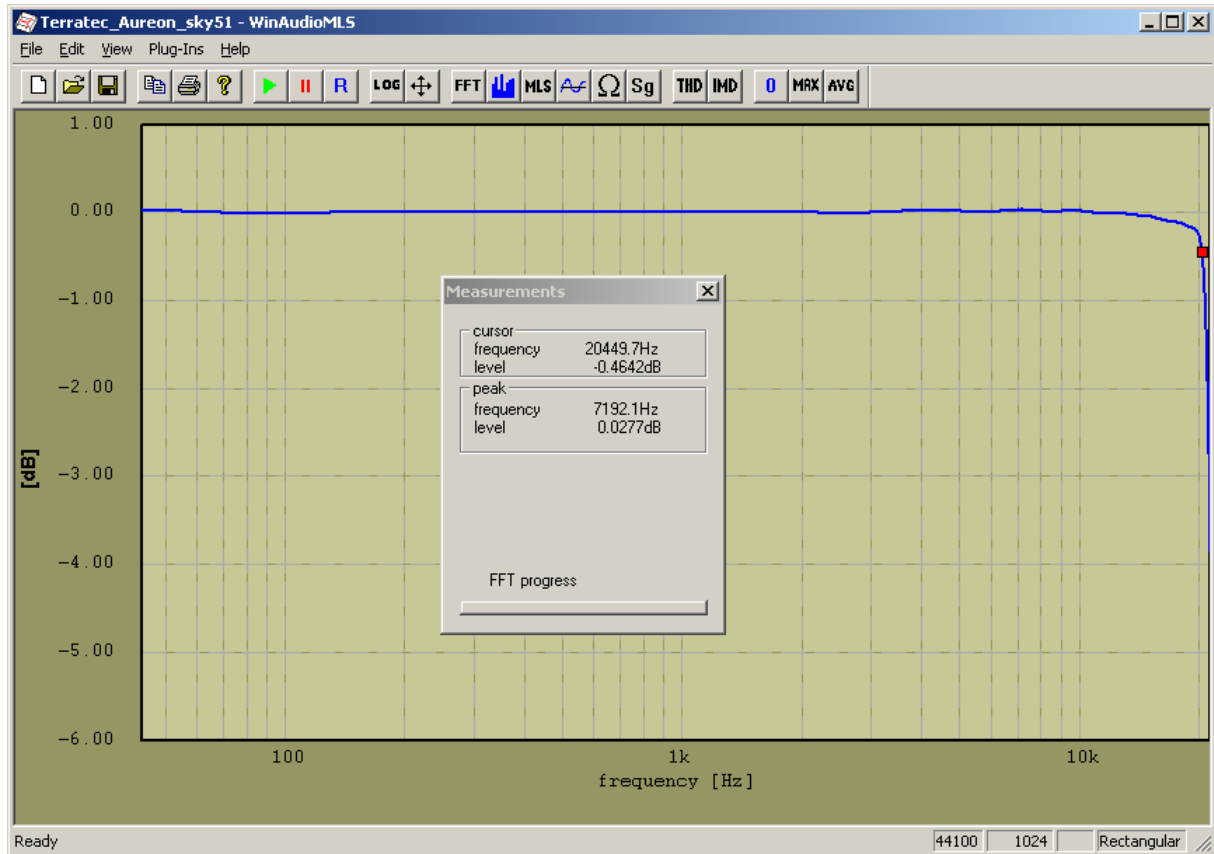 Terratec_Aureon_sky51 - WinAudioMLS
File Edit View Plug-Ins Help
? R LOG FFT MLS Ω Sg THD IMD 0 MAX AVG
1.00
0.00
-1.00
-2.00
-3.00
-4.00
-5.00
-6.00
[dB]
100 1k 10k
frequency [Hz]
Measurements
cursor
frequency 20449.7Hz
level -0.4642dB
peak
frequency 7192.1Hz
level 0.0277dB
FFT progress
Ready 44100 1024 Rectangular